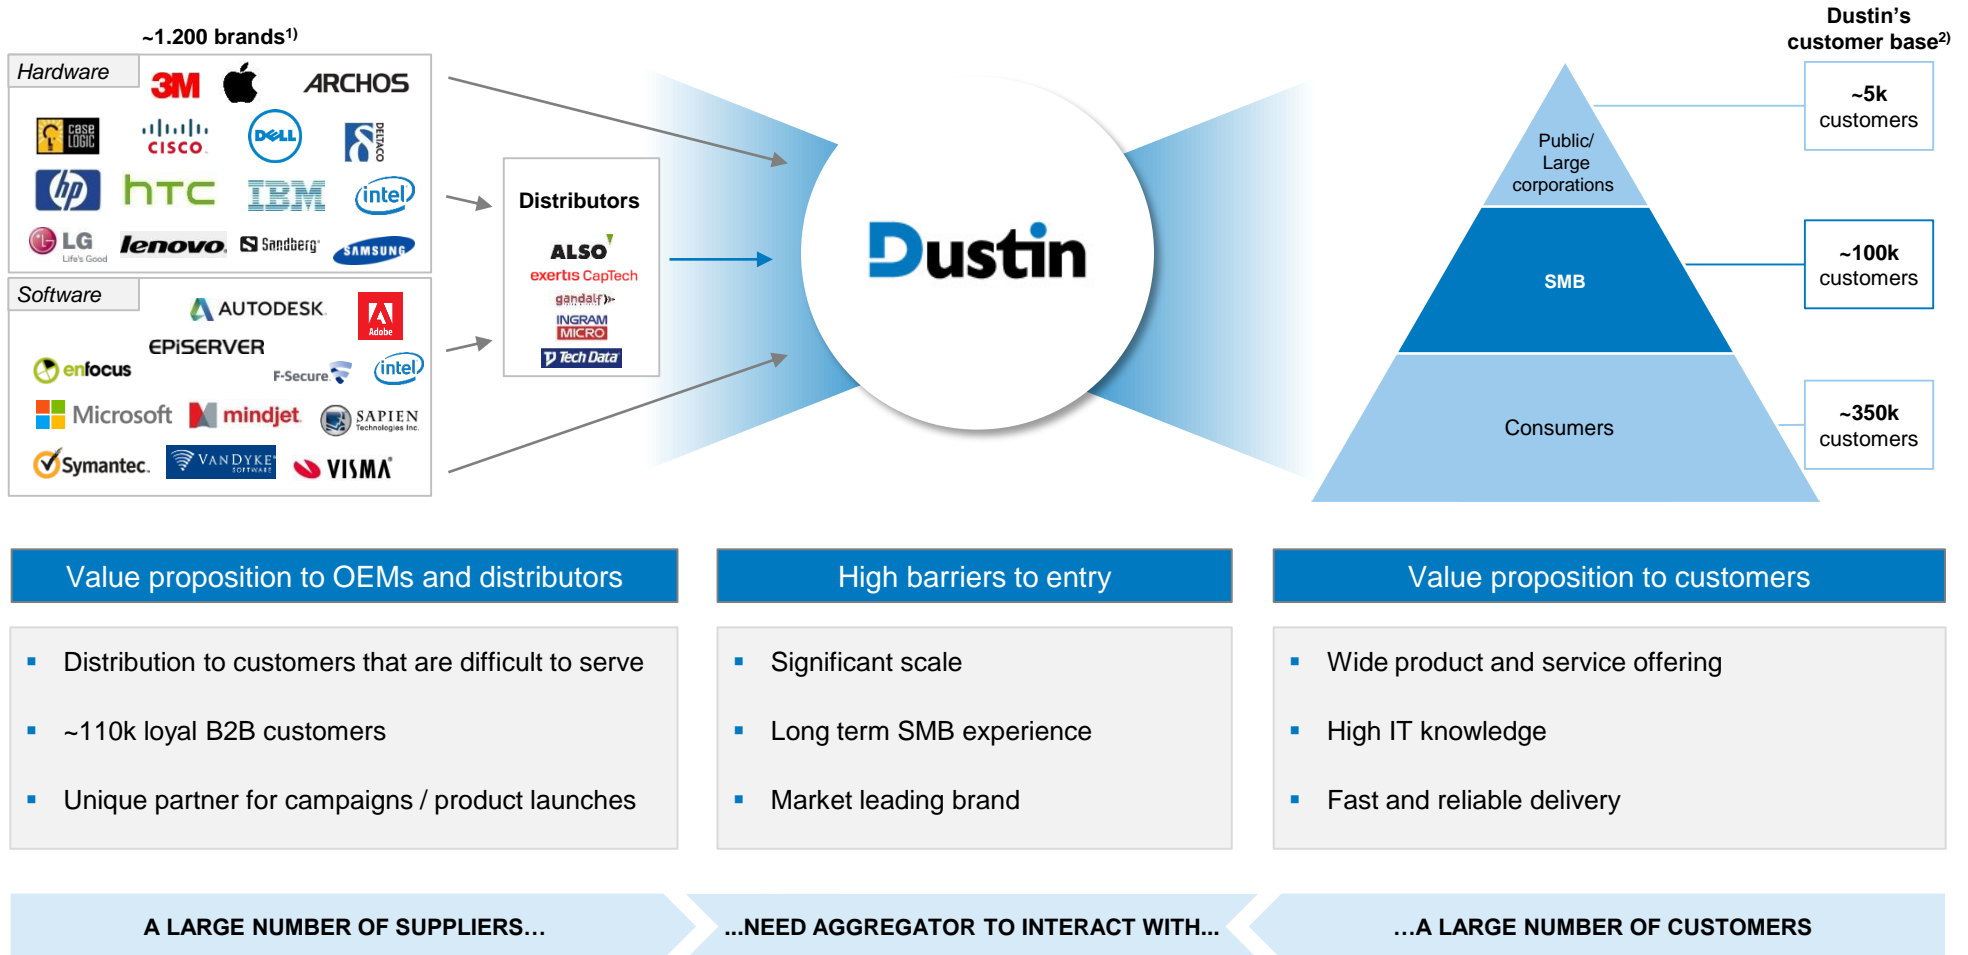 ~1.200 brands1)
Hardware
3M
ARCHOS
CASE
LOGIC
CISCO
DELL
DELTACO
hp
hTC
IBM
intel
LG
Life's Good
lenovo.
Sandberg
SAMSUNG
Software
AUTODESK
Adobe
EPiSERVER
enfocus
F-Secure.
intel
Microsoft
mindjet
SAPIEN
Technologies Inc.
Symantec.
VANDYKE
SOFTWARE
VISMA
Distributors
ALSO
exertis CapTech
gandalf
INGRAM
MICRO
Tech Data
Dustin
Dustin's
customer base2)
Public/
Large
corporations
~5k
customers
SMB
~100k
customers
Consumers
~350k
customers
Value proposition to OEMs and distributors
▪ Distribution to customers that are difficult to serve
▪ ~110k loyal B2B customers
▪ Unique partner for campaigns / product launches
High barriers to entry
▪ Significant scale
▪ Long term SMB experience
▪ Market leading brand
Value proposition to customers
▪ Wide product and service offering
▪ High IT knowledge
▪ Fast and reliable delivery
A LARGE NUMBER OF SUPPLIERS…
...NEED AGGREGATOR TO INTERACT WITH...
…A LARGE NUMBER OF CUSTOMERS